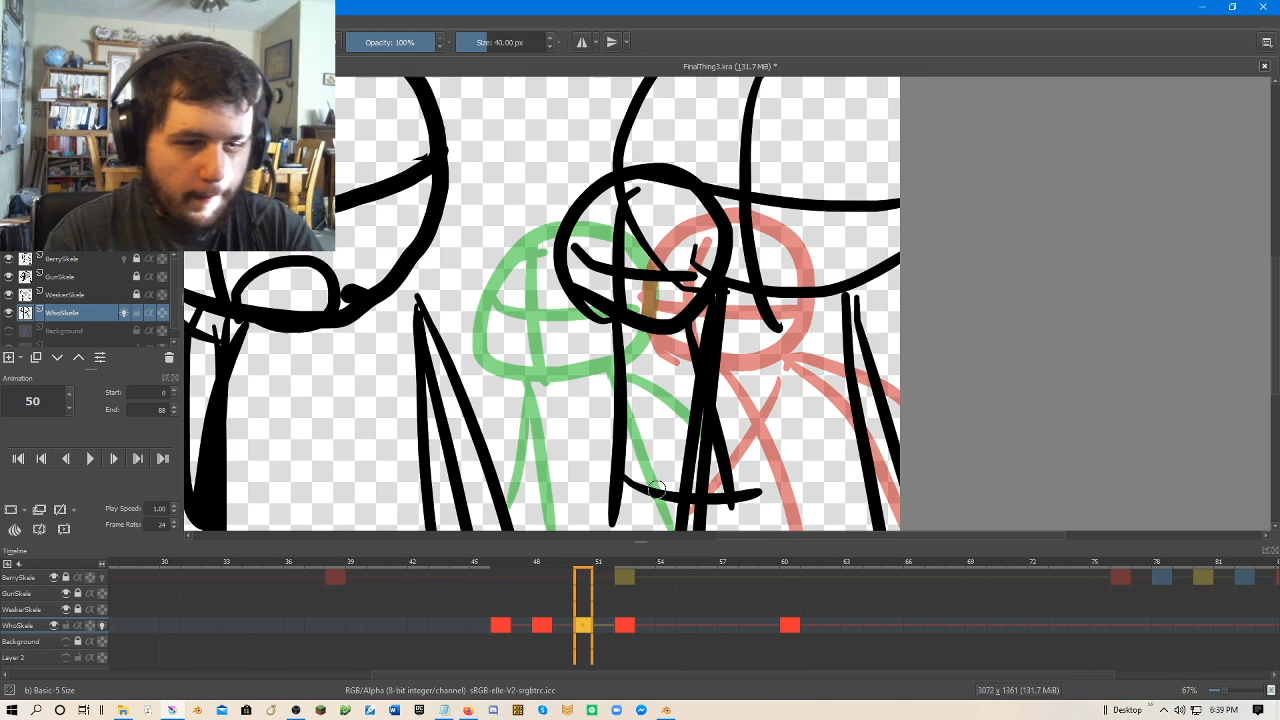 Opacity: 100%
Size: 40.00 px
FinalThing3.kra (131.7 MiB) *
BerrySkele
GunSkele
WeskerSkele
WhoSkele
Background
Animation
50
Start: 0
End: 88
Play Speed: 1.00
Frame Rate: 24
Timeline
30 33 36 39 42 45 48 51 54 57 60 63 66 69 72 75 78 81
BerrySkele
GunSkele
WeskerSkele
WhoSkele
Background
Layer 2
b) Basic-5 Size
RGB/Alpha (8-bit integer/channel) sRGB-elle-V2-srgbtrc.icc
3072 x 1361 (131.7 MiB)
67%
Desktop
6:39 PM